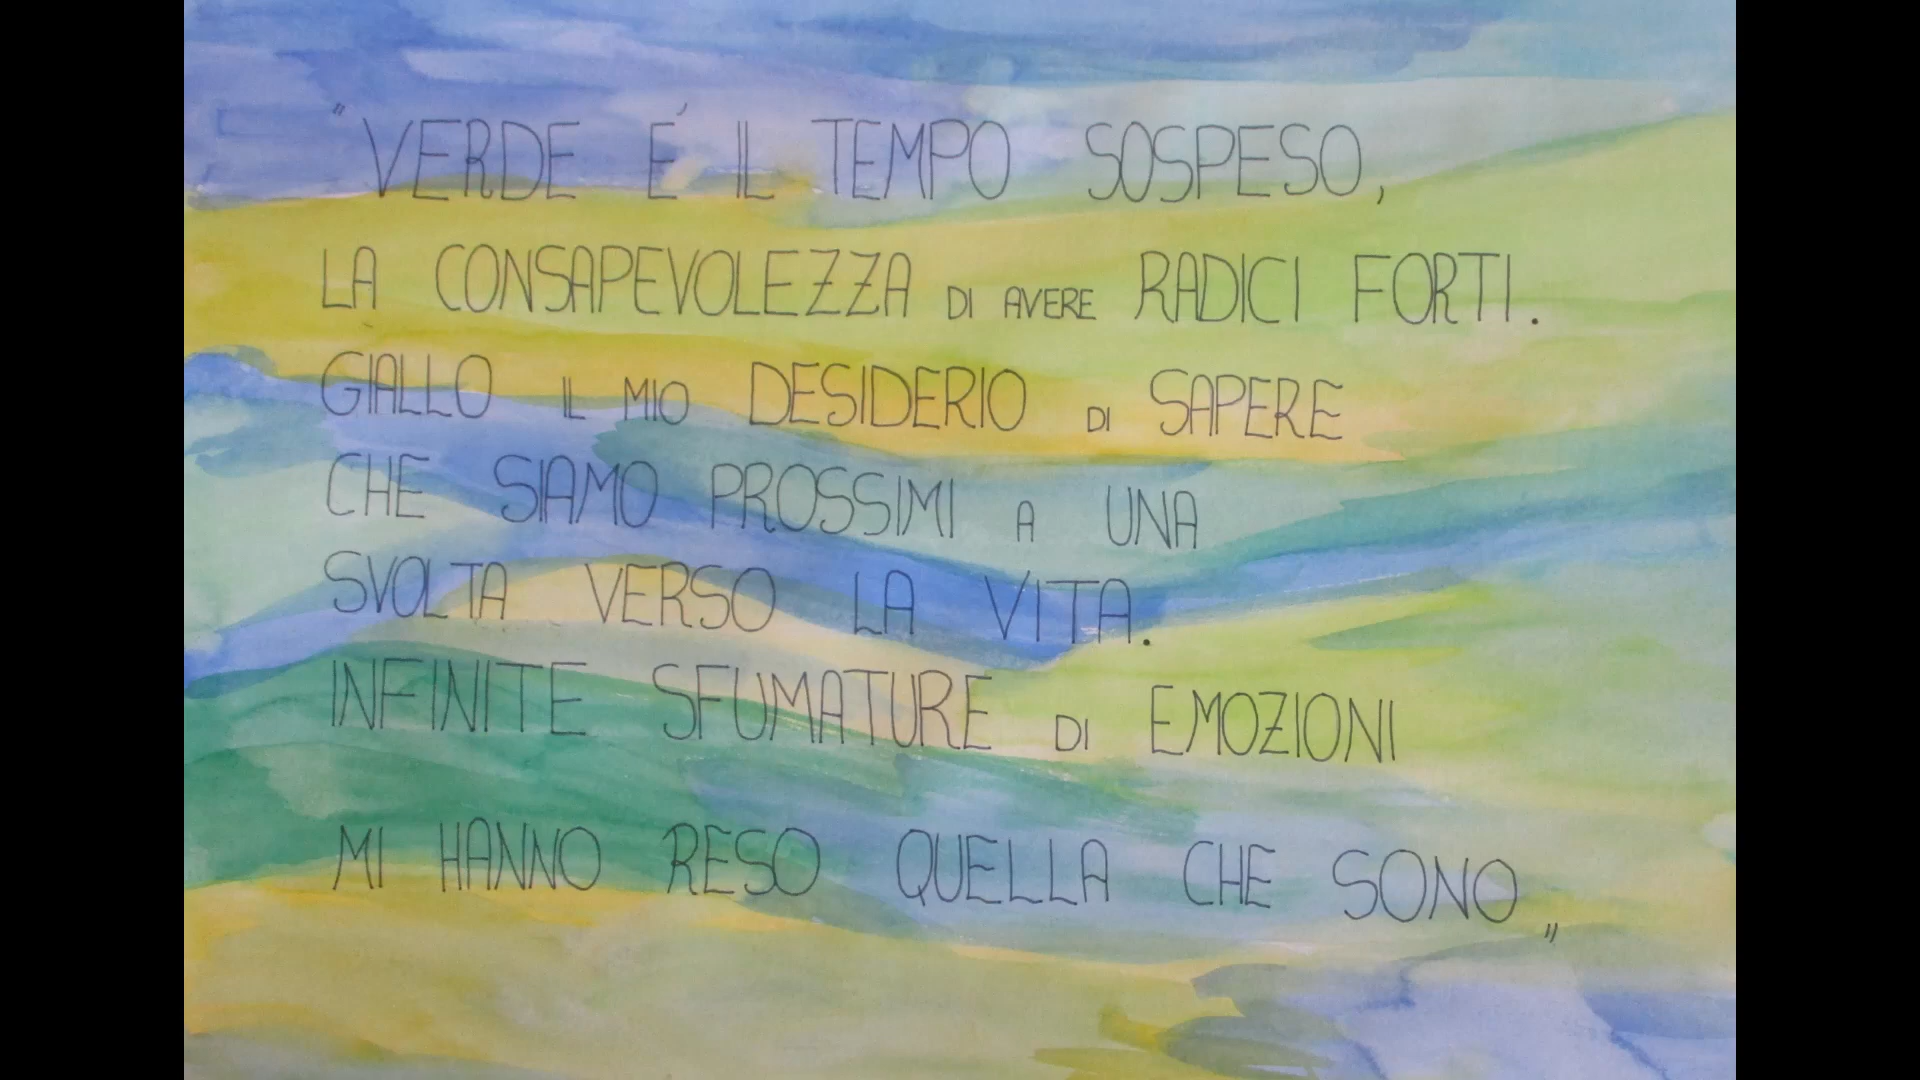 "VERDE E' IL TEMPO SOSPESO,
LA CONSAPEVOLEZZA DI AVERE RADICI FORTI.
GIALLO IL MIO DESIDERIO DI SAPERE
CHE SIAMO PROSSIMI A UNA
SVOLTA VERSO LA VITA.
INFINITE SFUMATURE DI EMOZIONI
MI HANNO RESO QUELLA CHE SONO"